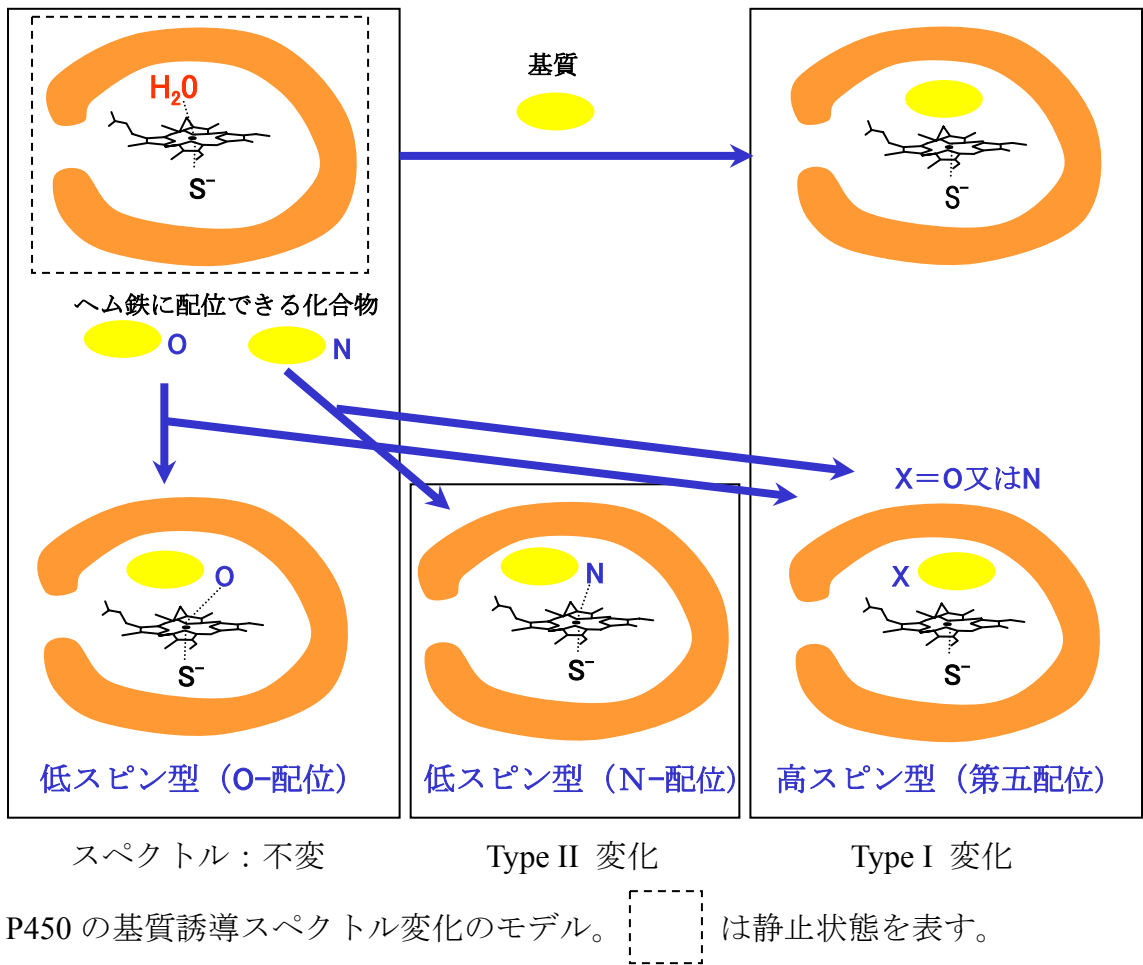 H₂O
S⁻
基質
S⁻
ヘム鉄に配位できる化合物
O
N
X＝O又はN
O
S⁻
N
S⁻
X
S⁻
低スピン型（O−配位）
低スピン型（N−配位）
高スピン型（第五配位）
スペクトル：不変
Type II 変化
Type I 変化
P450 の基質誘導スペクトル変化のモデル。 は静止状態を表す。